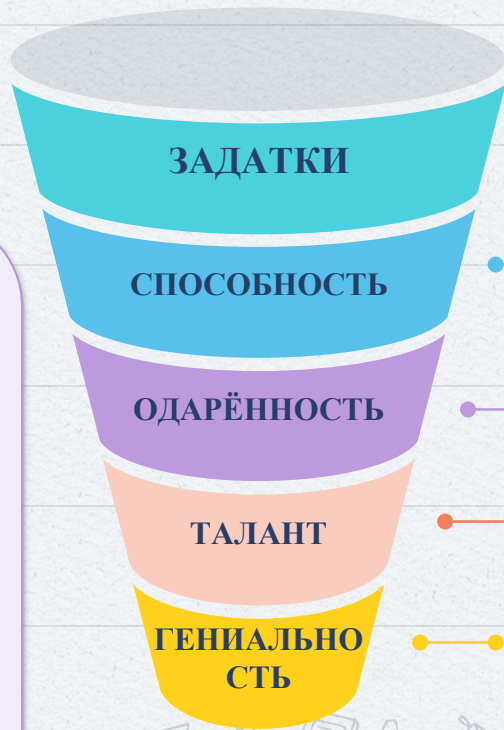 ЗАДАТКИ
СПОСОБНОСТЬ
ОДАРЁННОСТЬ
ТАЛАНТ
ГЕНИАЛЬНО
СТЬ